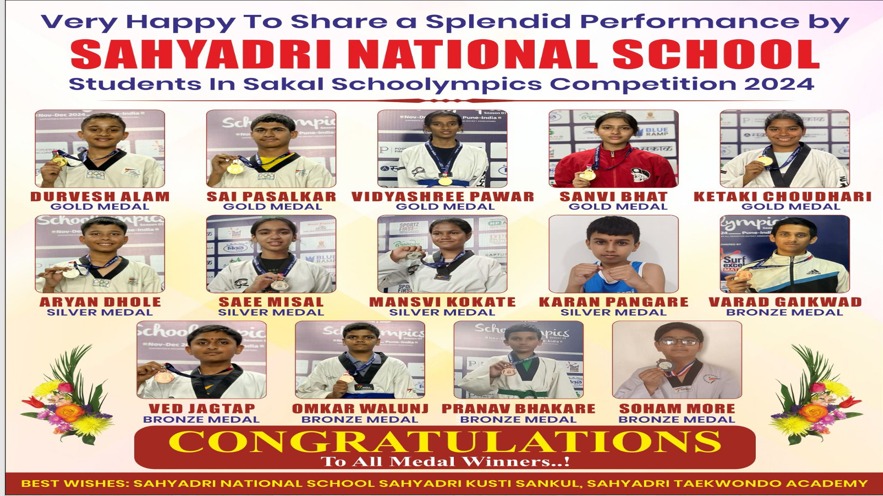 Very Happy To Share a Splendid Performance by
SAHYADRI NATIONAL SCHOOL
Students In Sakal Schoolympics Competition 2024
DURVESH ALAM SAI PASALKAR VIDYASHREE PAWAR SANVI BHAT KETAKI CHOUDHARI
GOLD MEDAL GOLD MEDAL GOLD MEDAL GOLD MEDAL GOLD MEDAL
ARYAN DHOLE SAEE MISAL MANSVI KOKATE KARAN PANGARE VARAD GAIKWAD
SILVER MEDAL SILVER MEDAL SILVER MEDAL SILVER MEDAL BRONZE MEDAL
VED JAGTAP OMKAR WALUNJ PRANAV BHAKARE SOHAM MORE
BRONZE MEDAL BRONZE MEDAL BRONZE MEDAL BRONZE MEDAL
CONGRATULATIONS
To All Medal Winners..!
BEST WISHES: SAHYADRI NATIONAL SCHOOL SAHYADRI KUSTI SANKUL, SAHYADRI TAEKWONDO ACADEMY